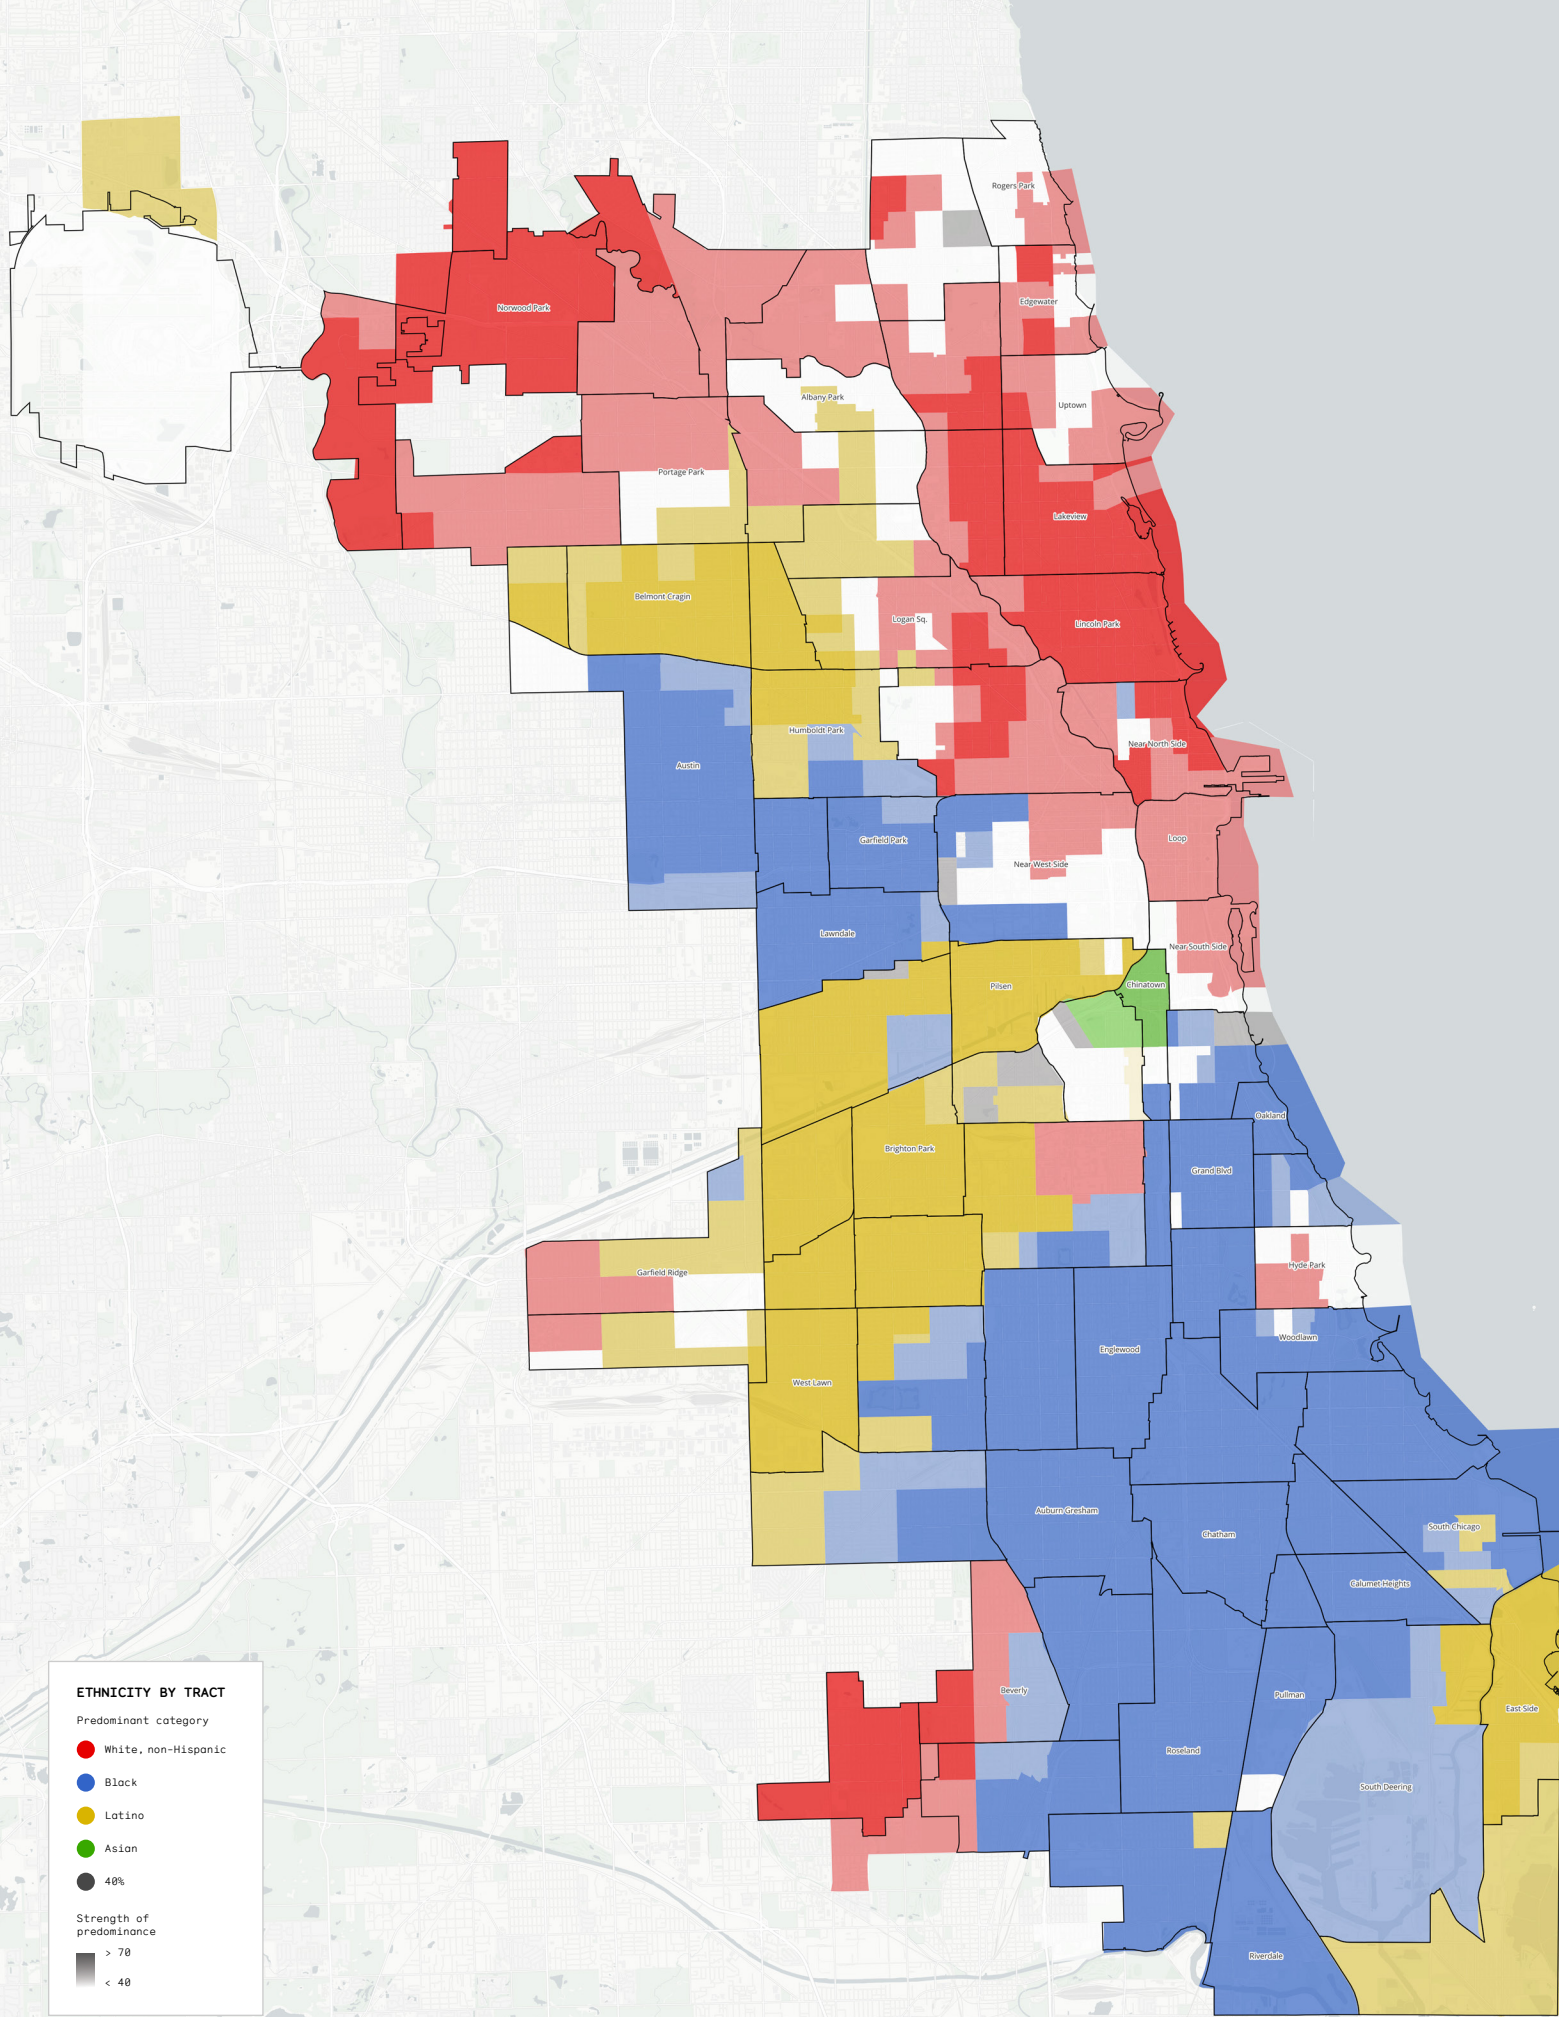 Rogers Park
Norwood Park
Edgewater
Albany Park
Uptown
Portage Park
Lakeview
Belmont Cragin
Logan Sq.
Lincoln Park
Humboldt Park
Near North Side
Austin
Garfield Park
Loop
Near West Side
Lawndale
Near South Side
Pilsen
Chinatown
Oakland
Brighton Park
Grand Blvd
Garfield Ridge
Hyde Park
Woodlawn
Englewood
West Lawn
Auburn Gresham
Chatham
South Chicago
Calumet Heights
Beverly
Pullman
East Side
Roseland
South Deering
Riverdale
ETHNICITY BY TRACT
Predominant category
White, non-Hispanic
Black
Latino
Asian
40%
Strength of
predominance
> 70
< 40